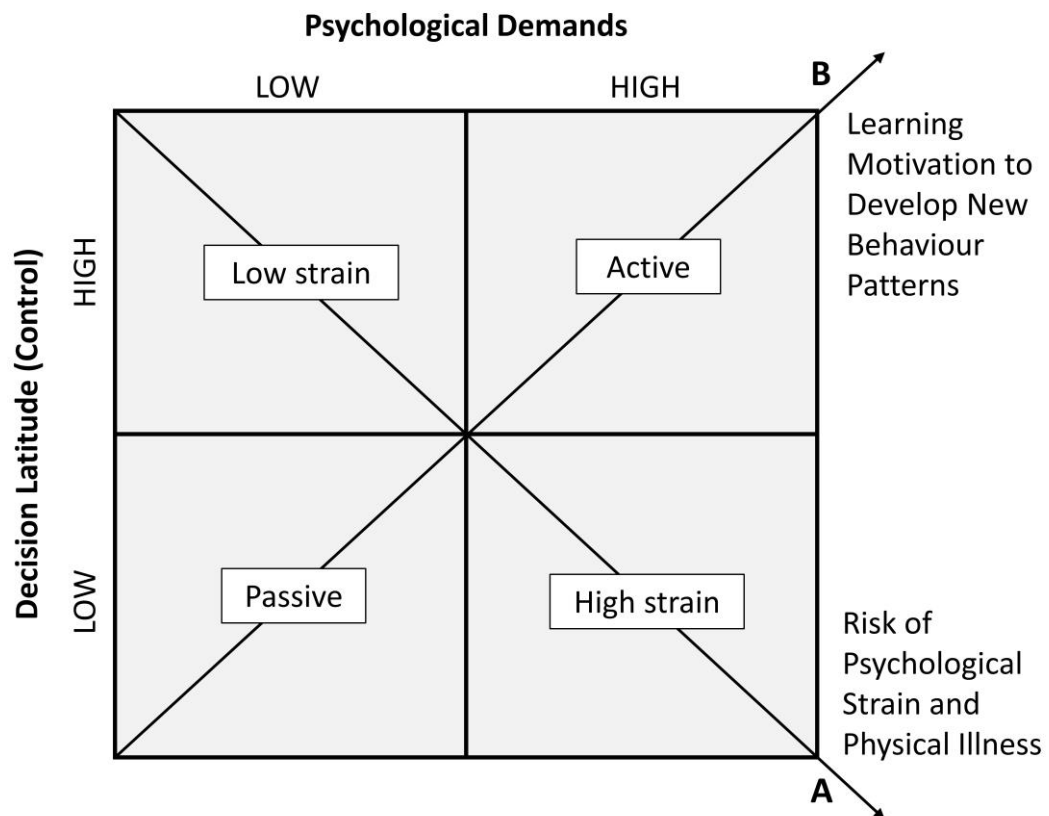 Psychological Demands
LOW
HIGH
B
Learning
Motivation to
Develop New
Behaviour
Patterns
Decision Latitude (Control)
HIGH
Low strain
Active
LOW
Passive
High strain
Risk of
Psychological
Strain and
Physical Illness
A